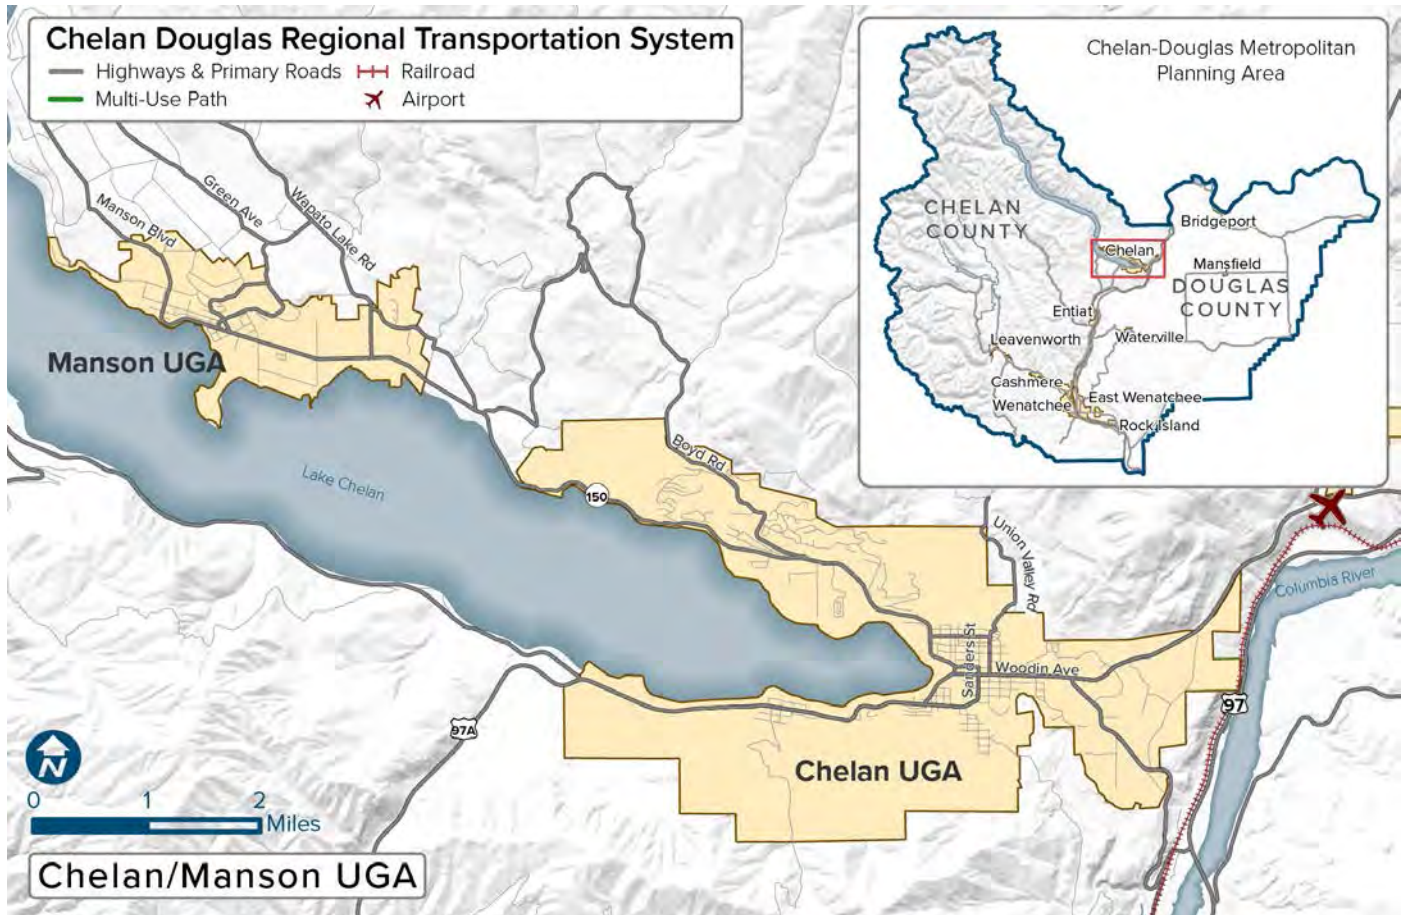 Chelan Douglas Regional Transportation System
Highways & Primary Roads
Railroad
Multi-Use Path
Airport
Chelan-Douglas Metropolitan
Planning Area
CHELAN
COUNTY
Bridgeport
Chelan
Mansfield
DOUGLAS
COUNTY
Entiat
Leavenworth
Waterville
Cashmere
East Wenatchee
Wenatchee
Rock Island
Manson Blvd
Green Ave
Wapato Lake Rd
Manson UGA
Lake Chelan
150
Boyd Rd
Union Valley Rd
Columbia River
Sanders St
Woodin Ave
97
97A
Chelan UGA
N
0 1 2
Miles
Chelan/Manson UGA